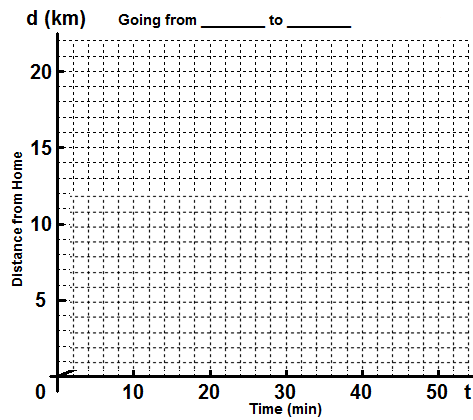 d (km)
Going from ________ to ________
20
15
10
5
Distance from Home
0
10
20
30
40
50
t
Time (min)